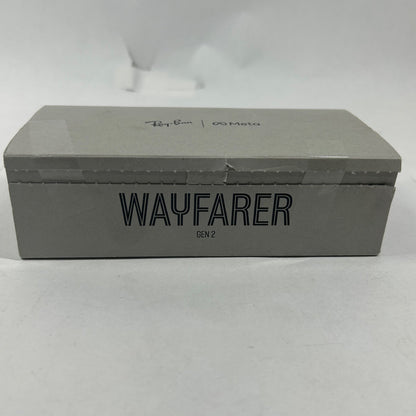 Ray-Ban | ∞ Meta
WAYFARER
GEN 2